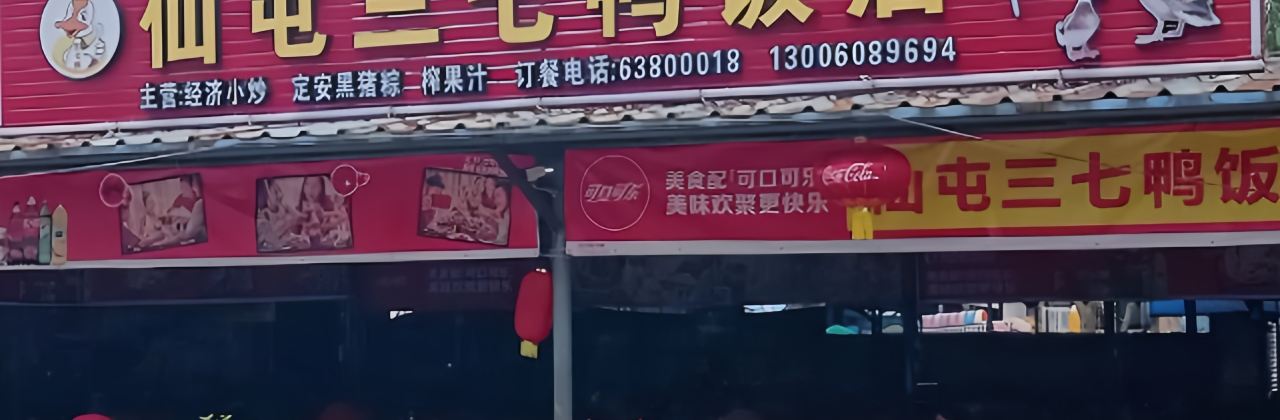 仙屯三七鸭饭店
主营:经济小炒 定安黑猪粽 榨果汁 订餐电话:63800018 13006089694
可口可乐
美食配「可口可乐
美味欢聚更快乐
Coca-Cola
仙屯三七鸭饭